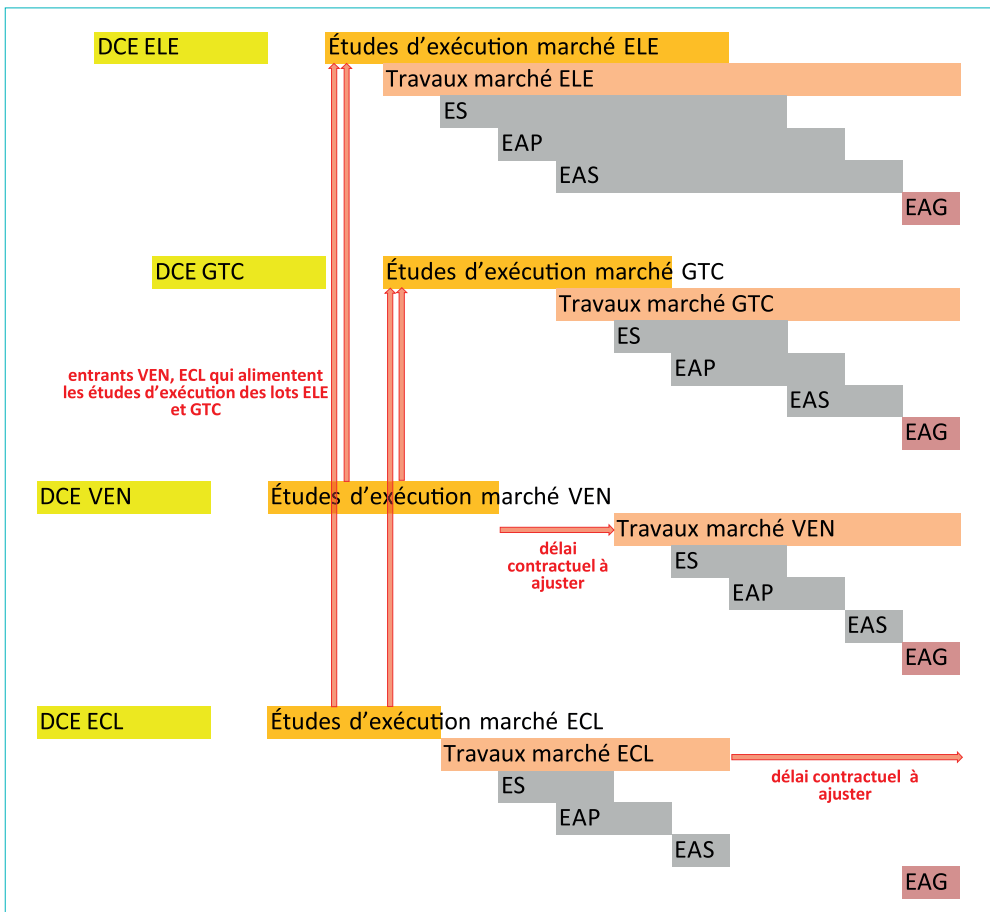 DCE ELE
Études d'exécution marché ELE
Travaux marché ELE
ES
EAP
EAS
EAG
DCE GTC
Études d'exécution marché GTC
Travaux marché GTC
ES
EAP
EAS
EAG
entrants VEN, ECL qui alimentent
les études d'exécution des lots ELE
et GTC
DCE VEN
Études d'exécution marché VEN
Travaux marché VEN
délai
contractuel à
ajuster
ES
EAP
EAS
EAG
DCE ECL
Études d'exécution marché ECL
Travaux marché ECL
délai contractuel à
ajuster
ES
EAP
EAS
EAG